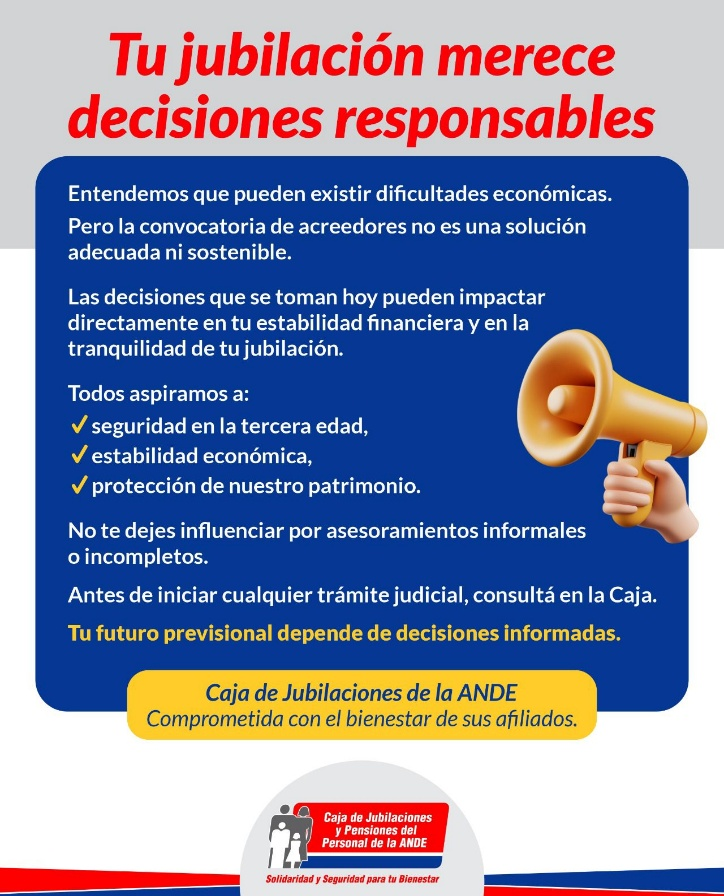 Tu jubilación merece
decisiones responsables
Entendemos que pueden existir dificultades económicas.
Pero la convocatoria de acreedores no es una solución
adecuada ni sostenible.
Las decisiones que se toman hoy pueden impactar
directamente en tu estabilidad financiera y en la
tranquilidad de tu jubilación.
Todos aspiramos a:
seguridad en la tercera edad,
estabilidad económica,
protección de nuestro patrimonio.
No te dejes influenciar por asesoramientos informales
o incompletos.
Antes de iniciar cualquier trámite judicial, consultá en la Caja.
Tu futuro previsional depende de decisiones informadas.
Caja de Jubilaciones de la ANDE
Comprometida con el bienestar de sus afiliados.
Caja de Jubilaciones
y Pensiones del
Personal de la ANDE
Solidaridad y Seguridad para tu Bienestar